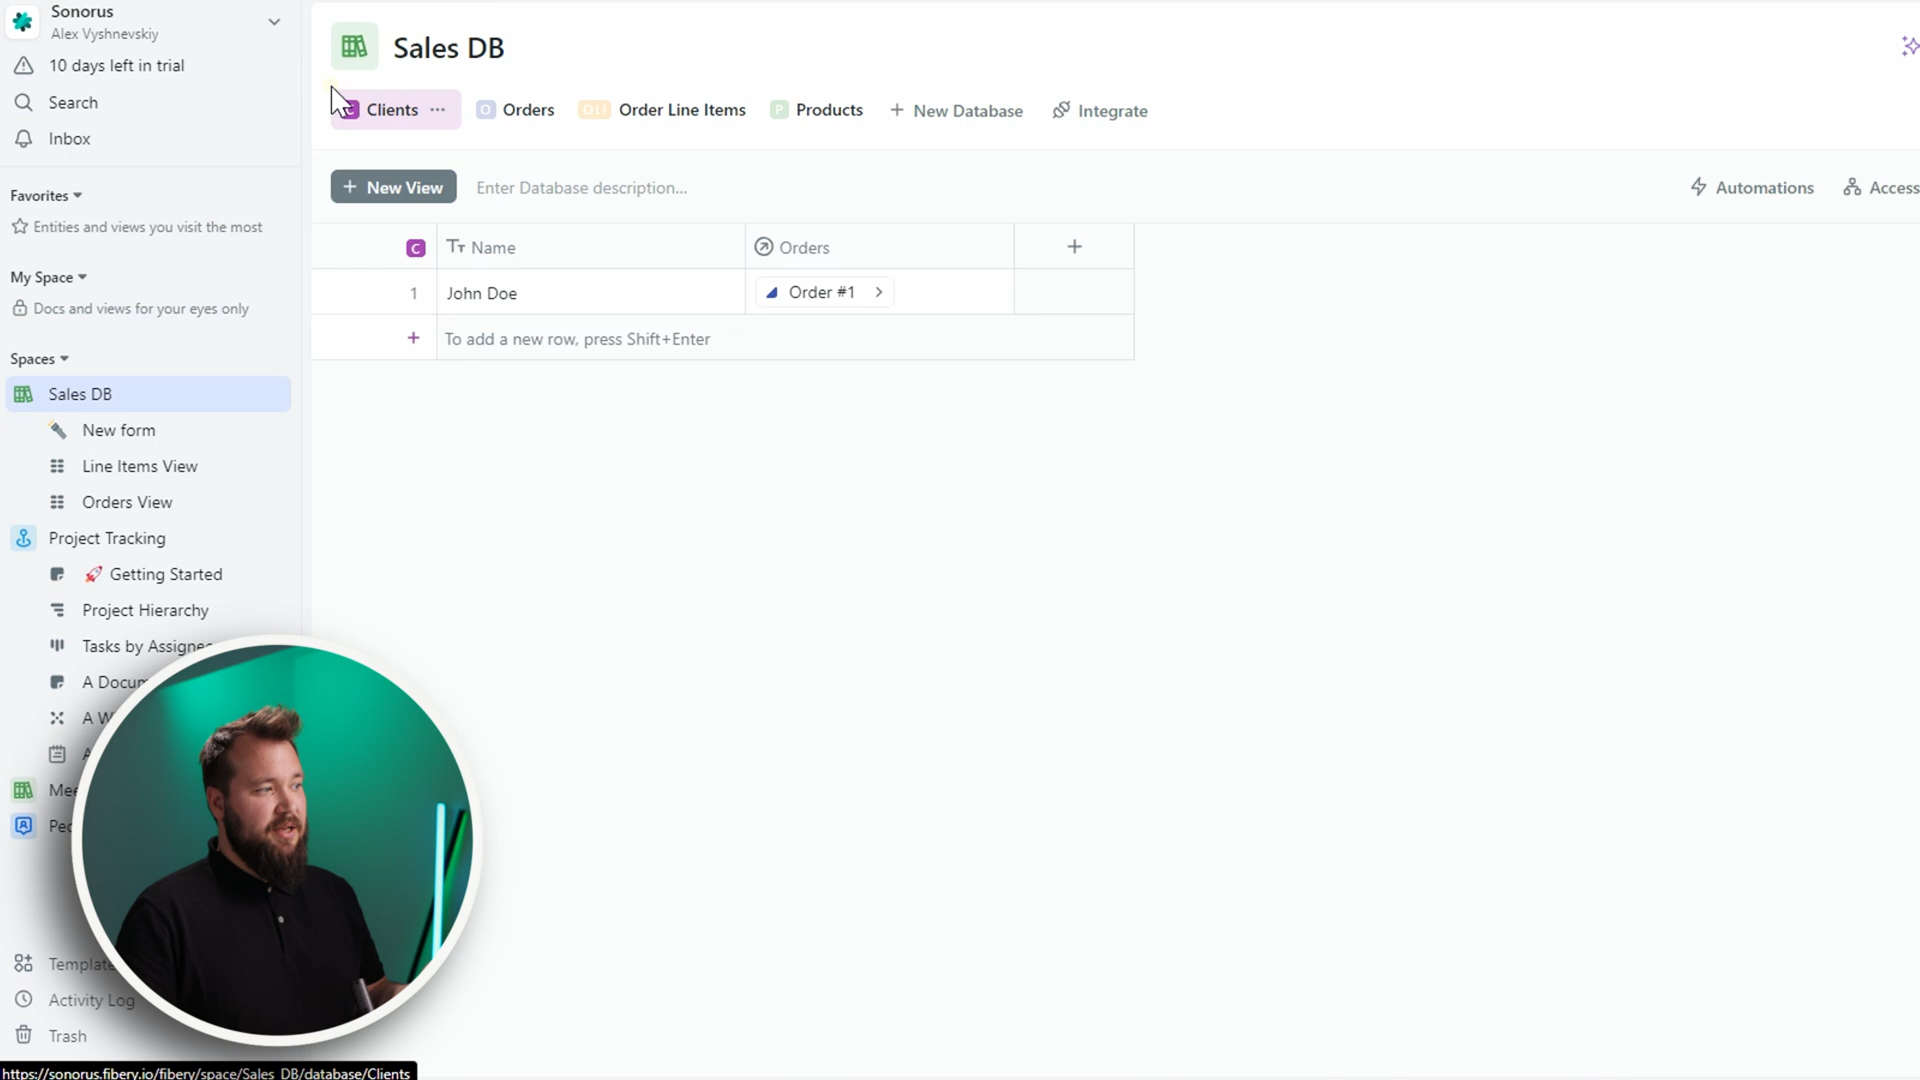 Sonorus
Alex Vyshnevskiy
10 days left in trial
Search
Inbox
Favorites
Entities and views you visit the most
My Space
Docs and views for your eyes only
Spaces
Sales DB
New form
Line Items View
Orders View
Project Tracking
🚀 Getting Started
Project Hierarchy
Tasks by Assignee
A
A
Activity Log
Trash
Sales DB
Clients ...
O Orders
OLI Order Line Items
P Products
+ New Database
Integrate
+ New View
Enter Database description...
Automations
Access
C Tт Name Orders +
1 John Doe Order #1 >
+ To add a new row, press Shift+Enter
https://sonorus.fibery.io/fibery/space/Sales_DB/database/Clients